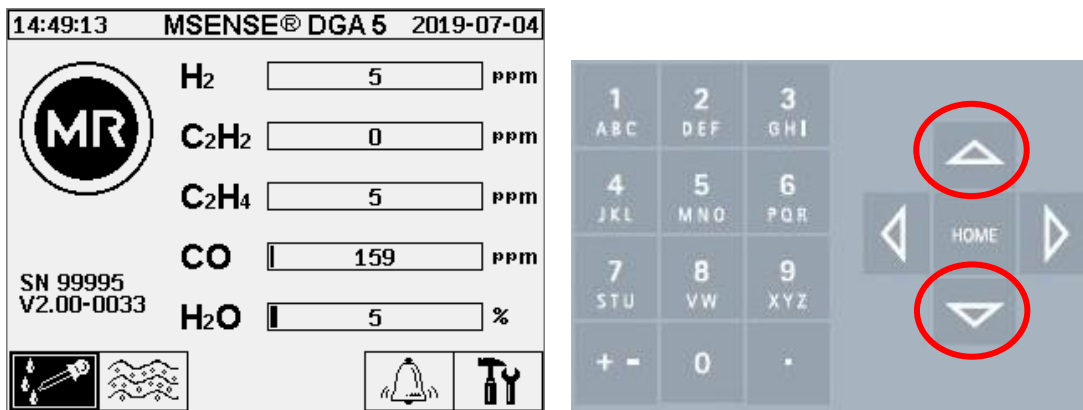 14:49:13 MSENSE® DGA 5 2019-07-04
MR
H2 5 ppm
C2H2 0 ppm
C2H4 5 ppm
CO 159 ppm
SN 99995
V2.00-0033
H2O 5 %
1 2 3
ABC DEF GHI
4 5 6
JKL MNO PQR
HOME
7 8 9
STU VW XYZ
+ - 0 .